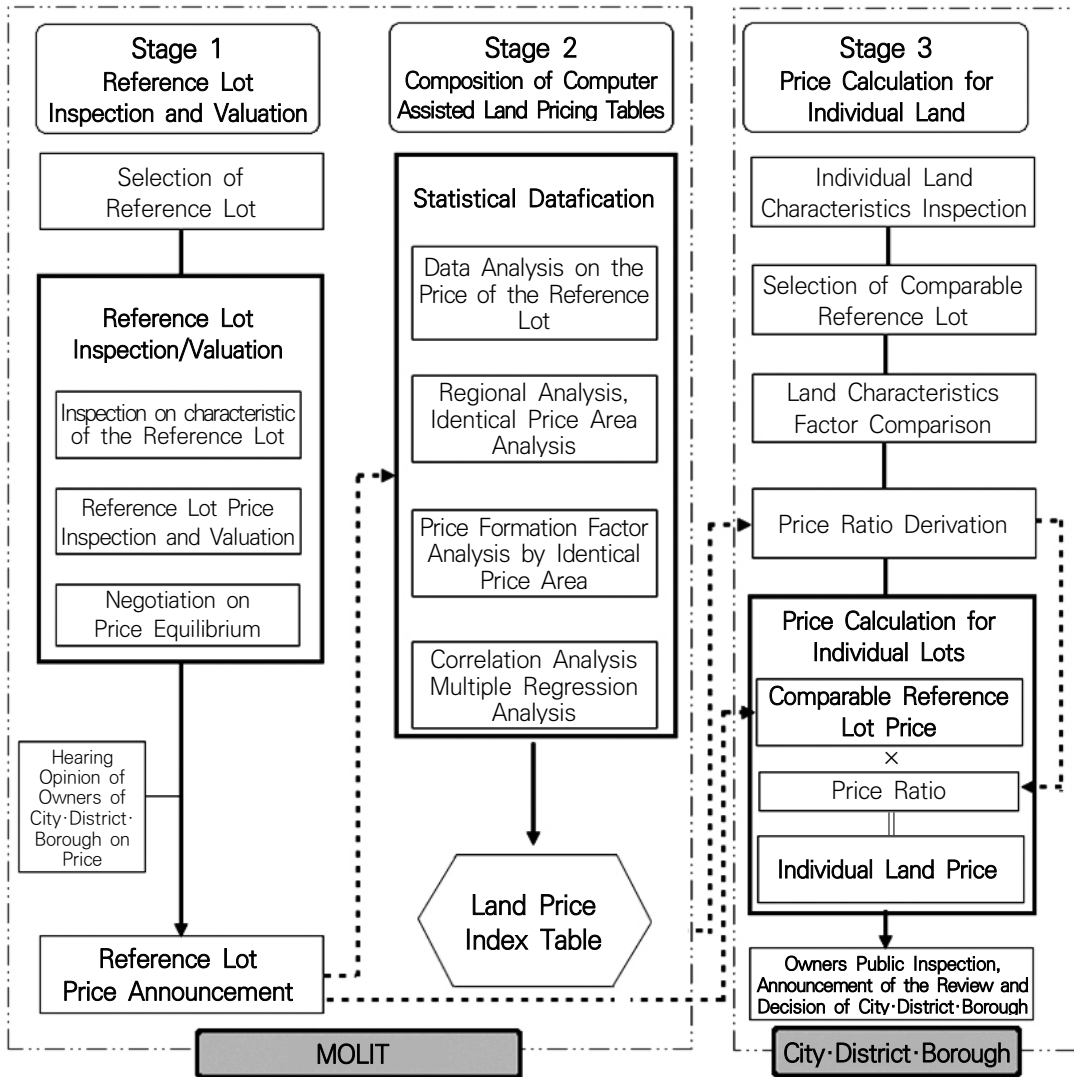 Stage 1
Reference Lot
Inspection and Valuation
Selection of
Reference Lot
Reference Lot
Inspection/Valuation
Inspection on characteristic
of the Reference Lot
Reference Lot Price
Inspection and Valuation
Negotiation on
Price Equilibrium
Hearing
Opinion of
Owners of
City·District·
Borough on
Price
Reference Lot
Price Announcement
Stage 2
Composition of Computer
Assisted Land Pricing Tables
Statistical Datafication
Data Analysis on the
Price of the Reference
Lot
Regional Analysis,
Identical Price Area
Analysis
Price Formation Factor
Analysis by Identical
Price Area
Correlation Analysis
Multiple Regression
Analysis
Land Price
Index Table
MOLIT
Stage 3
Price Calculation for
Individual Land
Individual Land
Characteristics Inspection
Selection of Comparable
Reference Lot
Land Characteristics
Factor Comparison
Price Ratio Derivation
Price Calculation for
Individual Lots
Comparable Reference
Lot Price
×
Price Ratio
Individual Land Price
Owners Public Inspection,
Announcement of the Review and
Decision of City·District·Borough
City·District·Borough